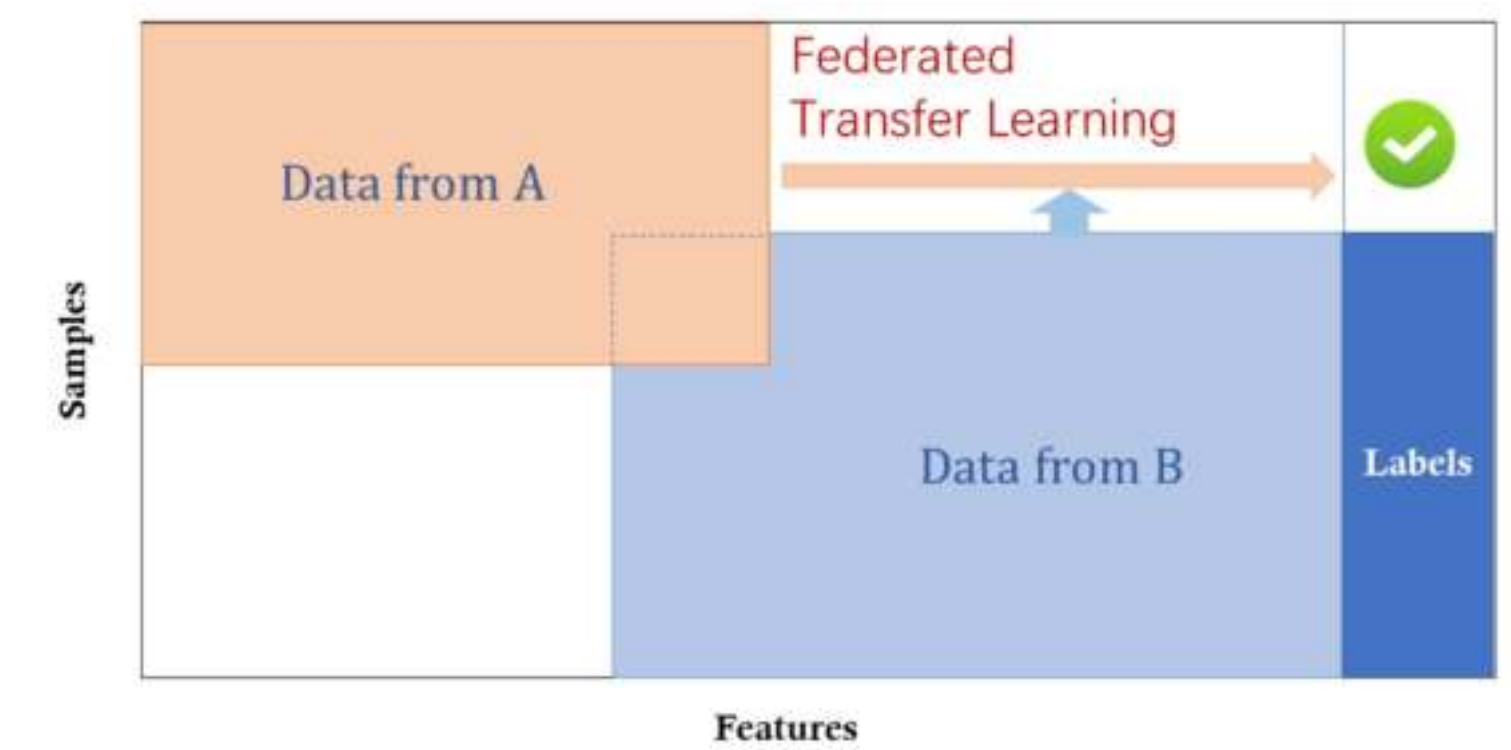 Federated
Transfer Learning
Data from A
Samples
Data from B
Labels
Features